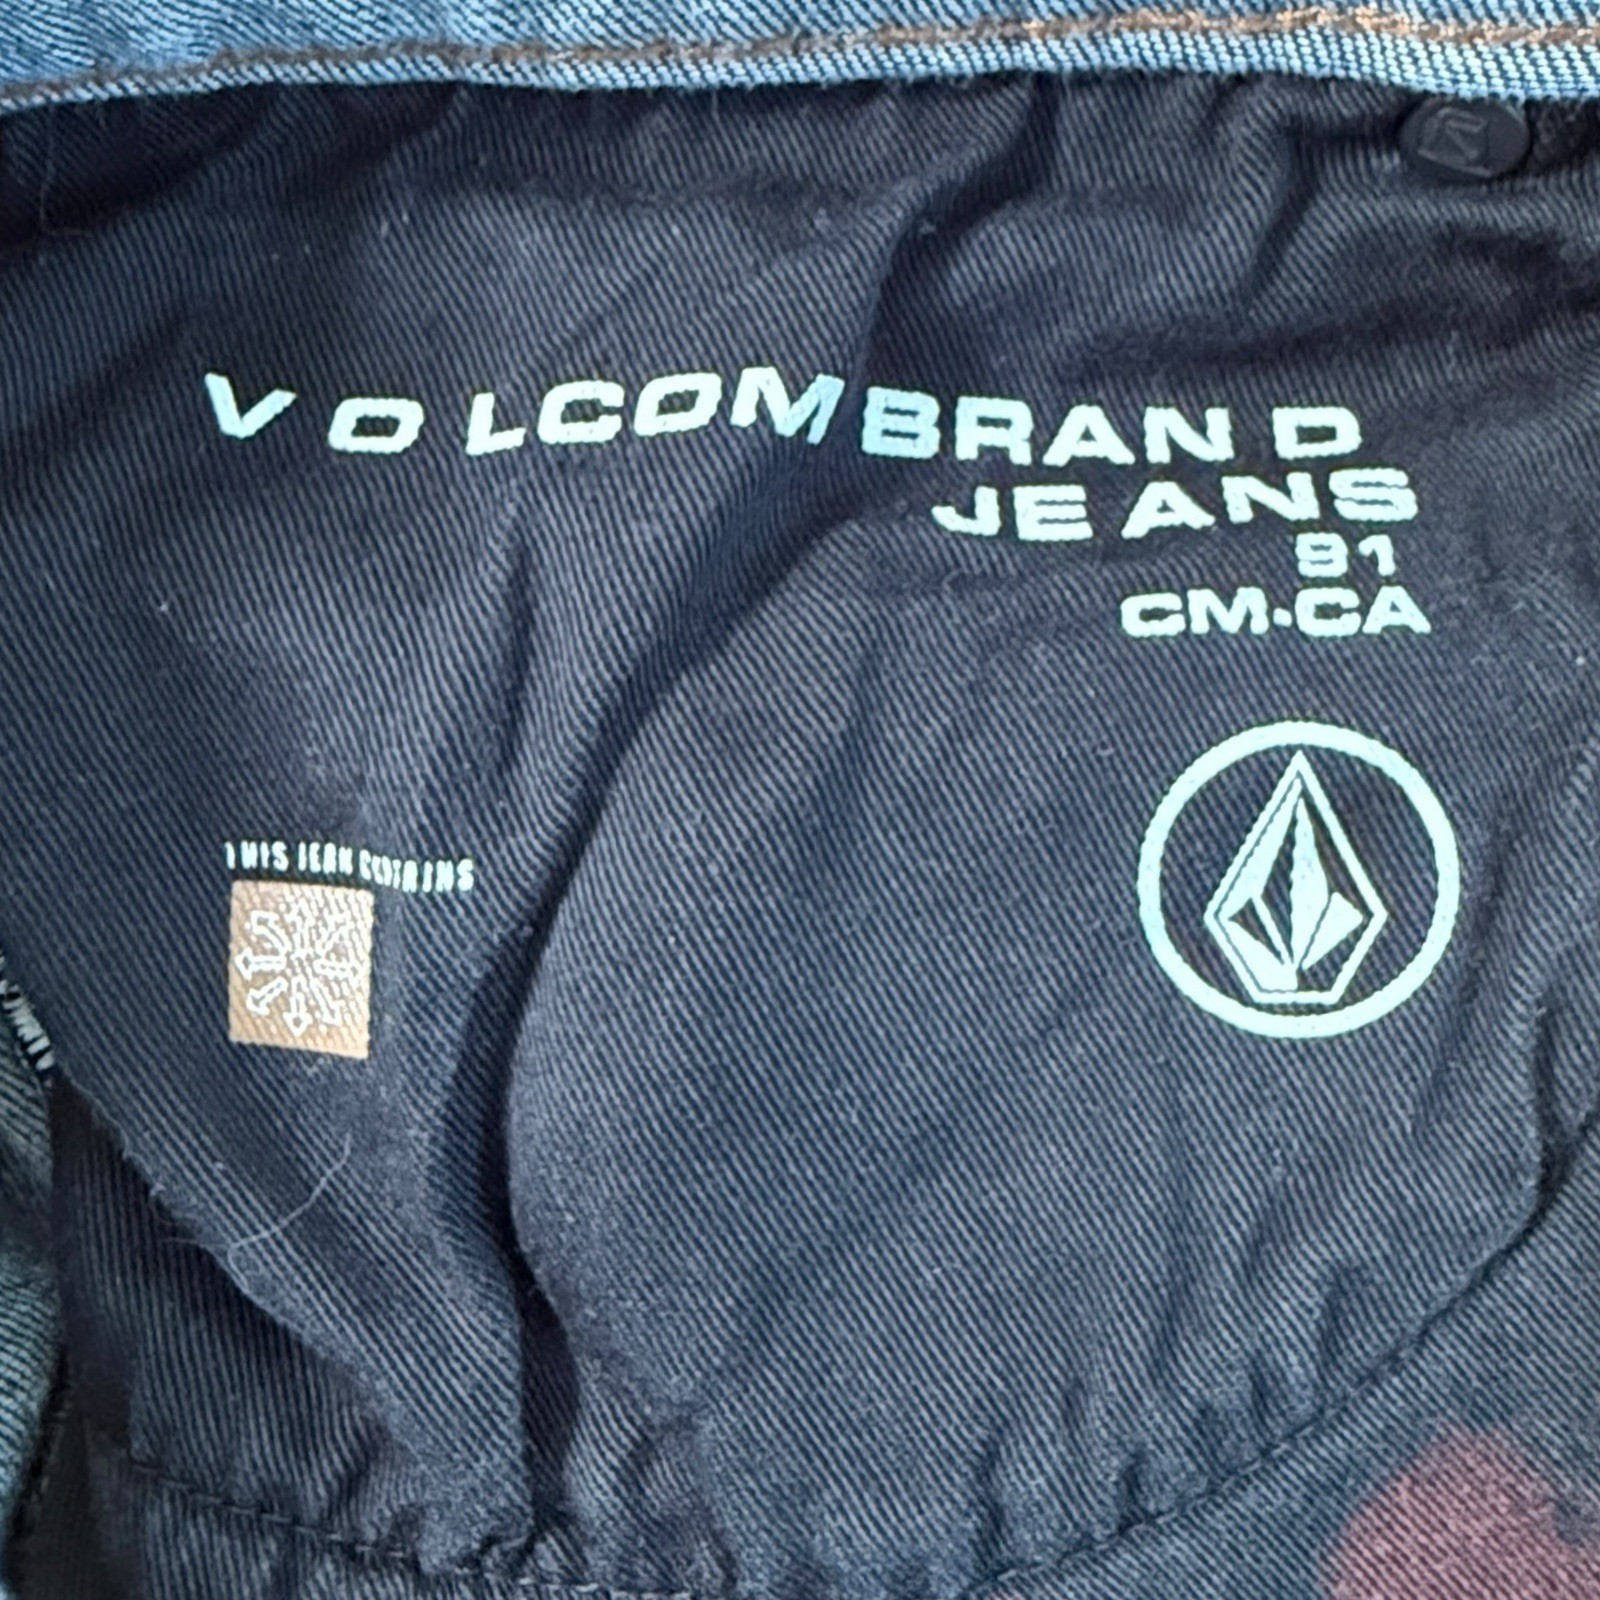 VOLCOM BRAND
JEANS
91
CM.CA
THIS JEAN CONTAINS